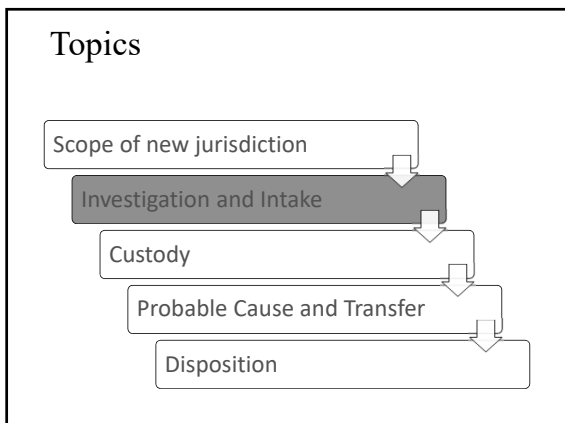 Topics
Scope of new jurisdiction
Investigation and Intake
Custody
Probable Cause and Transfer
Disposition